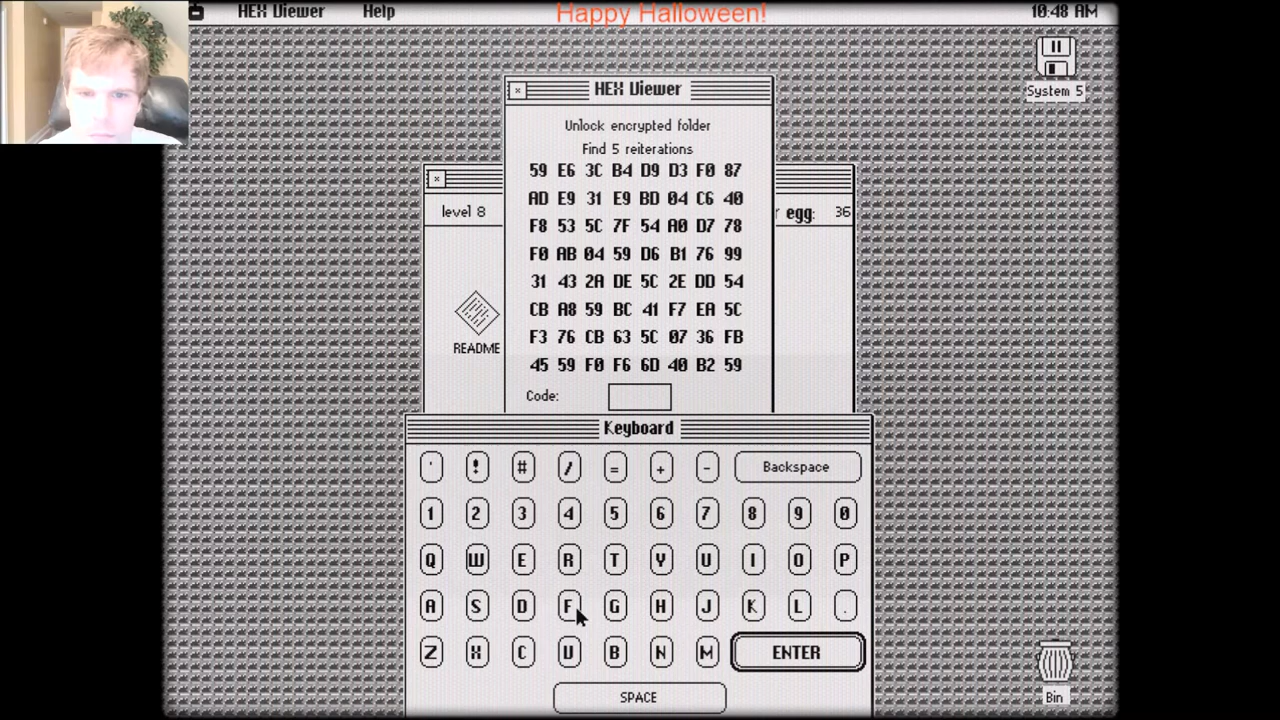 HEX Viewer Help Happy Halloween! 10:48 AM
System 5
HEX Viewer
Unlock encrypted folder
Find 5 reiterations
59 E6 3C B4 D9 D3 F0 87
AD E9 31 E9 BD 04 C6 40
F8 53 5C 7F 54 A0 D7 78
F0 AB 04 59 D6 B1 76 99
31 43 2A DE 5C 2E DD 54
CB A8 59 BC 41 F7 EA 5C
F3 76 CB 63 5C 07 36 FB
45 59 F0 F6 6D 40 B2 59
Code:
level 8
egg: 36
README
Keyboard
' ! # / = + - Backspace
1 2 3 4 5 6 7 8 9 0
Q W E R T Y U I O P
A S D F G H J K L .
Z X C V B N M ENTER
SPACE
Bin